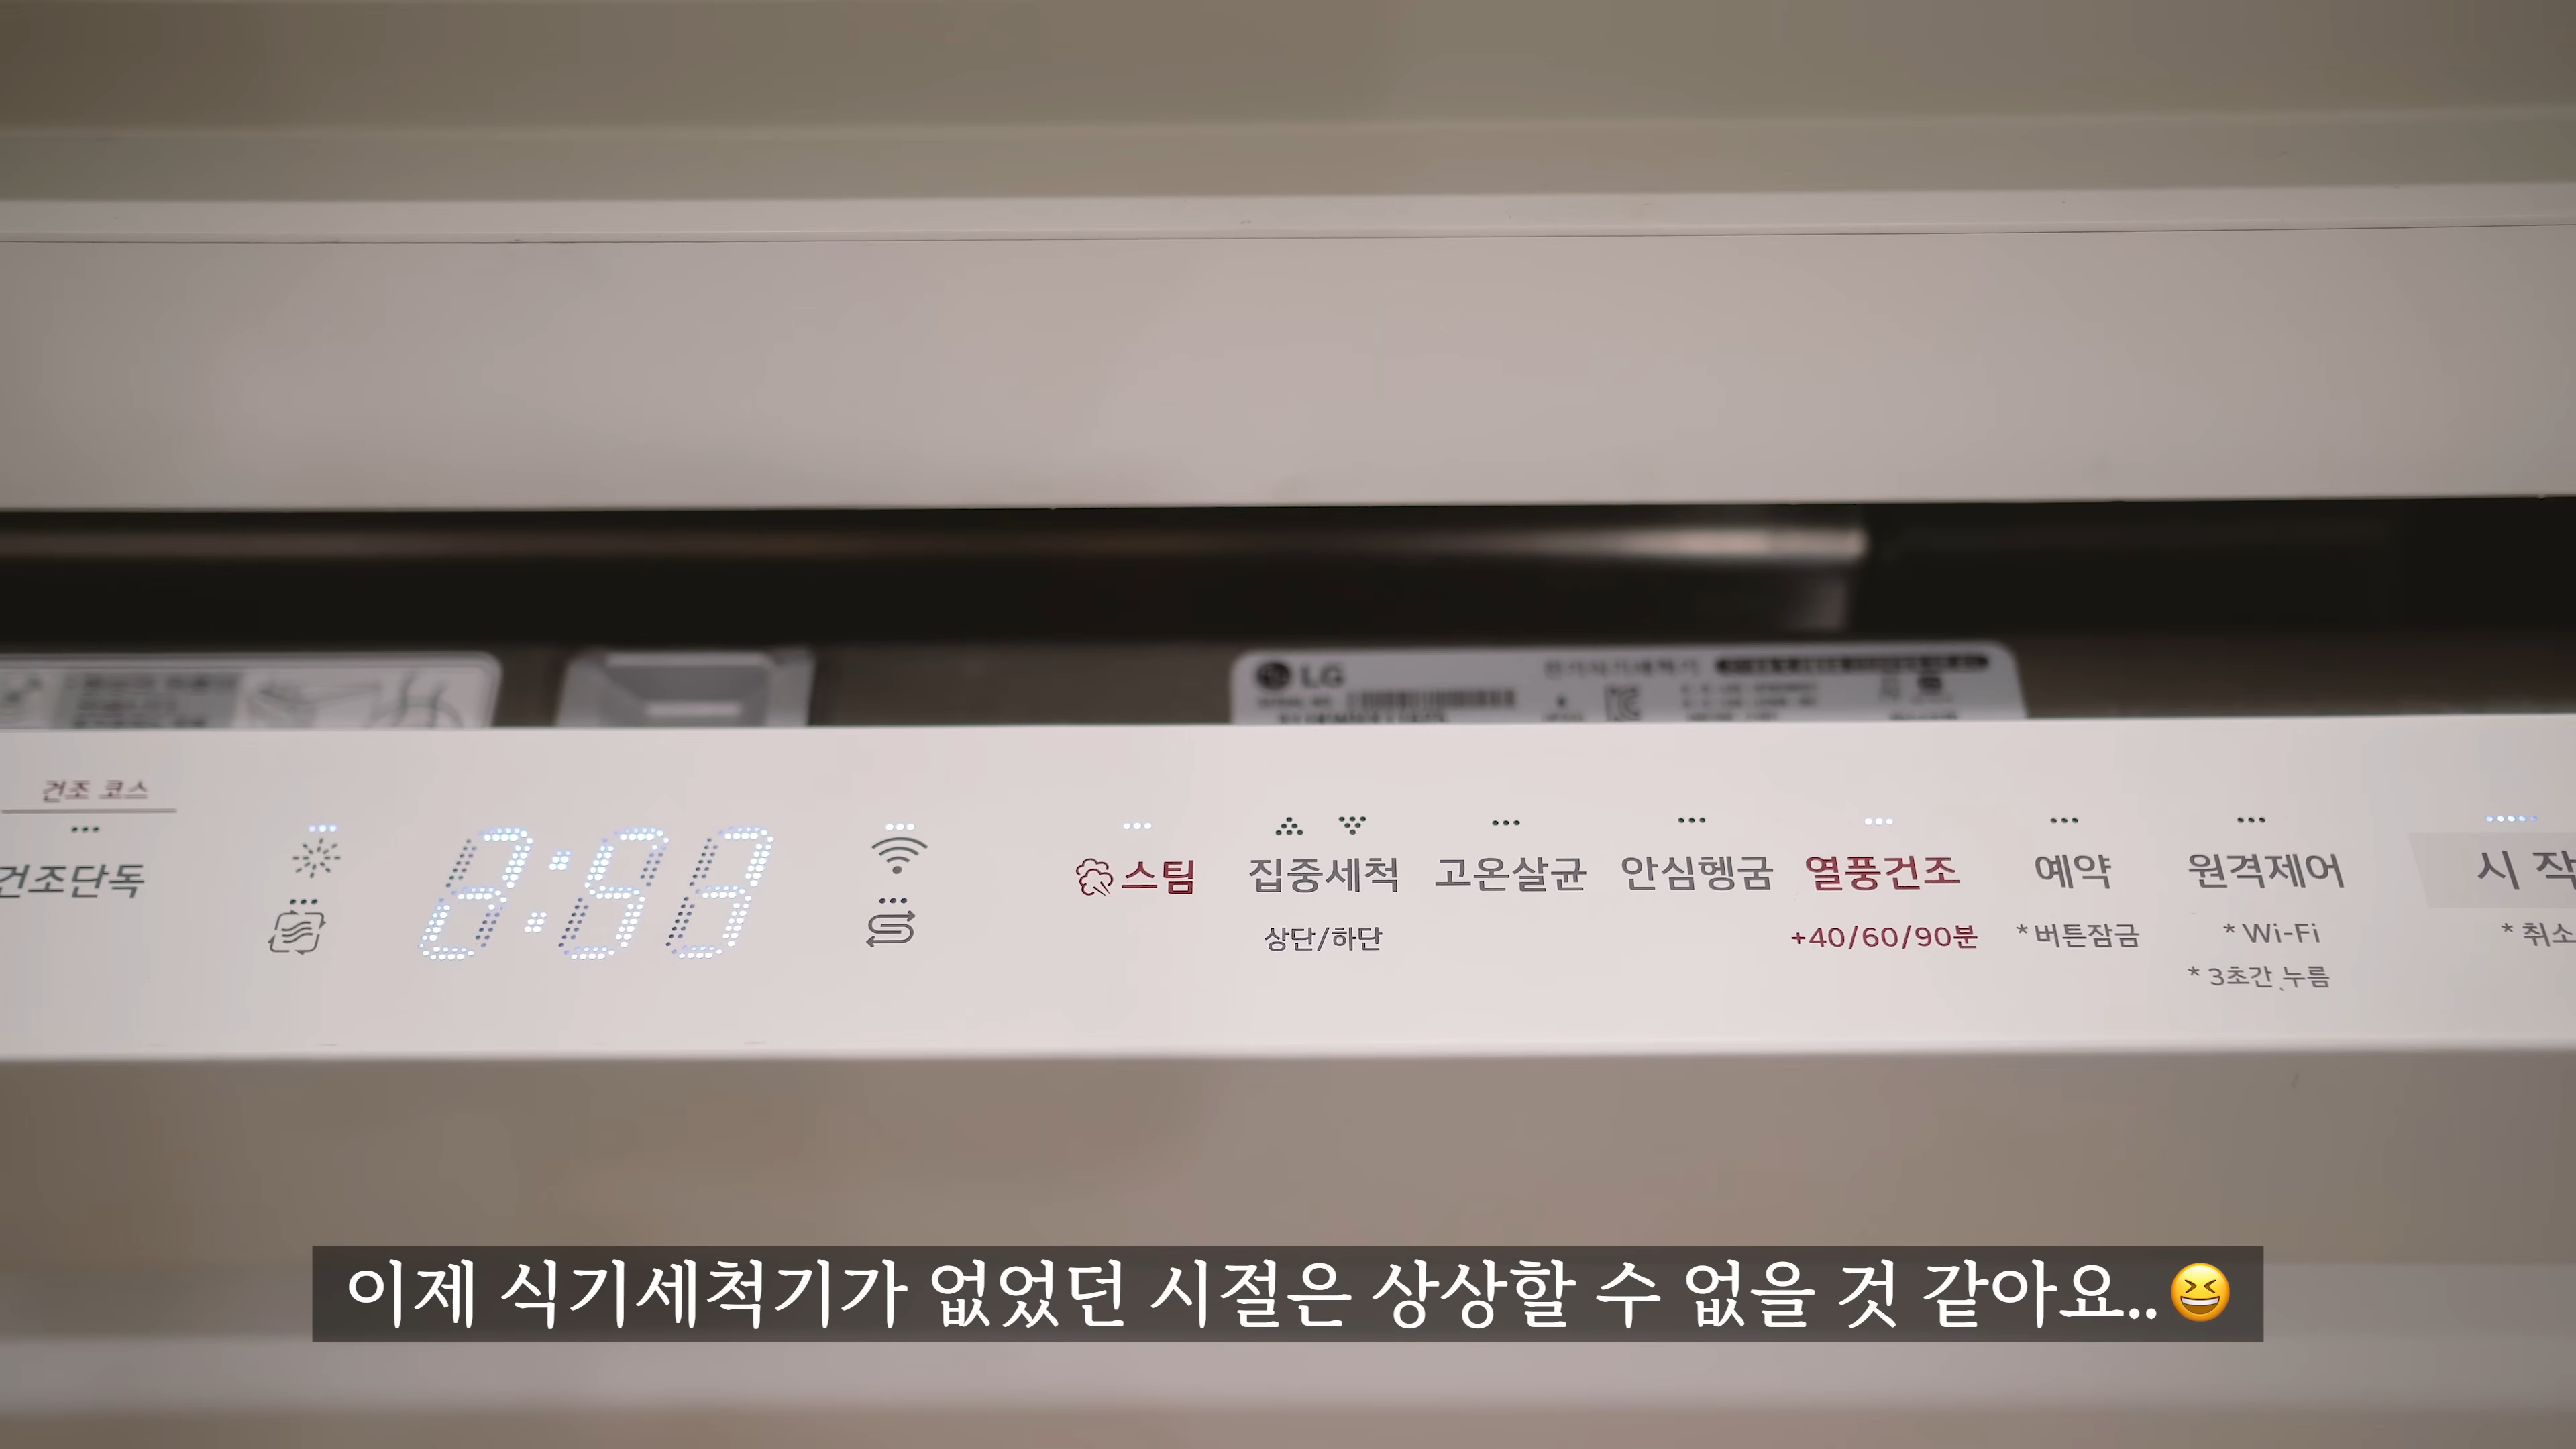 LG
건조 코스
건조단독
스팀
집중세척
상단/하단
고온살균
안심헹굼
열풍건조
+40/60/90분
예약
*버튼잠금
원격제어
* Wi-Fi
* 3초간 누름
시 작
* 취소
이제 식기세척기가 없었던 시절은 상상할 수 없을 것 같아요..😆